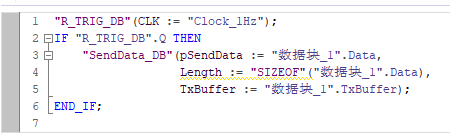 1 "R_TRIG_DB"(CLK := "Clock_1Hz");
2 IF "R_TRIG_DB".Q THEN
3 "SendData_DB"(pSendData := "数据块_1".Data,
4 Length := "SIZEOF"("数据块_1".Data),
5 TxBuffer := "数据块_1".TxBuffer);
6 END_IF;
7